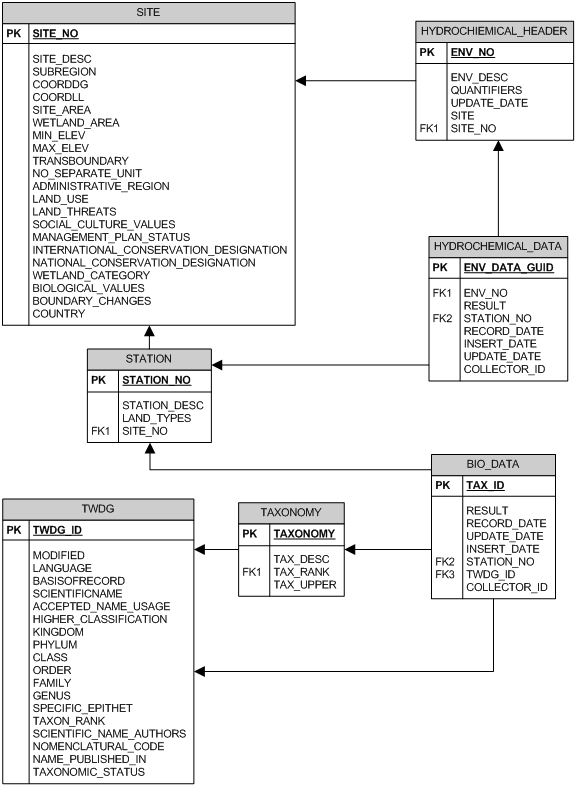 SITE
PK SITE_NO
SITE_DESC
SUBREGION
COORDDG
COORDLL
SITE_AREA
WETLAND_AREA
MIN_ELEV
MAX_ELEV
TRANSBOUNDARY
NO_SEPARATE_UNIT
ADMINISTRATIVE_REGION
LAND_USE
LAND_THREATS
SOCIAL_CULTURE_VALUES
MANAGEMENT_PLAN_STATUS
INTERNATIONAL_CONSERVATION_DESIGNATION
NATIONAL_CONSERVATION_DESIGNATION
WETLAND_CATEGORY
BIOLOGICAL_VALUES
BOUNDARY_CHANGES
COUNTRY
HYDROCHIEMICAL_HEADER
PK ENV_NO
ENV_DESC
QUANTIFIERS
UPDATE_DATE
SITE
FK1 SITE_NO
HYDROCHEMICAL_DATA
PK ENV_DATA_GUID
FK1 ENV_NO
RESULT
FK2 STATION_NO
RECORD_DATE
INSERT_DATE
UPDATE_DATE
COLLECTOR_ID
STATION
PK STATION_NO
STATION_DESC
LAND_TYPES
FK1 SITE_NO
BIO_DATA
PK TAX_ID
RESULT
RECORD_DATE
UPDATE_DATE
INSERT_DATE
FK2 STATION_NO
FK3 TWDG_ID
COLLECTOR_ID
TAXONOMY
PK TAXONOMY
TAX_DESC
FK1 TAX_RANK
TAX_UPPER
TWDG
PK TWDG_ID
MODIFIED
LANGUAGE
BASISOFRECORD
SCIENTIFICNAME
ACCEPTED_NAME_USAGE
HIGHER_CLASSIFICATION
KINGDOM
PHYLUM
CLASS
ORDER
FAMILY
GENUS
SPECIFIC_EPITHET
TAXON_RANK
SCIENTIFIC_NAME_AUTHORS
NOMENCLATURAL_CODE
NAME_PUBLISHED_IN
TAXONOMIC_STATUS